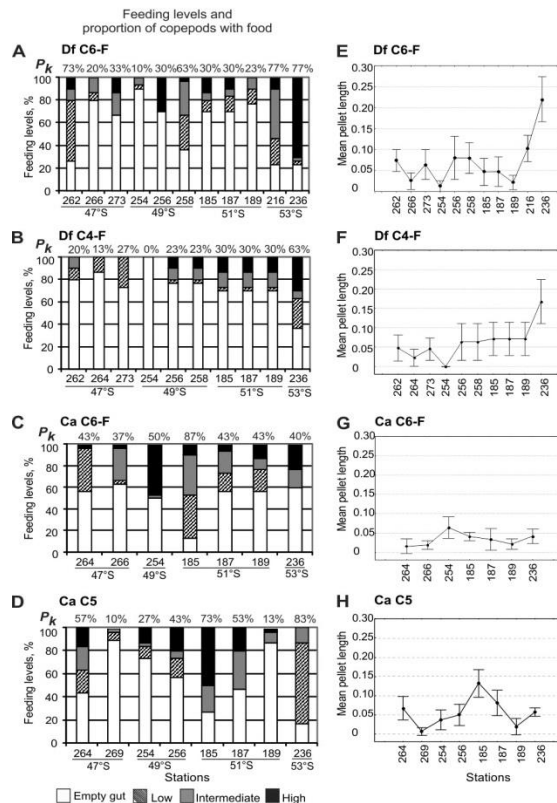 Feeding levels and
proportion of copepods with food
A Df C6-F
Pk 73% 20% 33% 10% 30% 63% 30% 30% 23% 77% 77%
Feeding levels, %
100
80
60
40
20
0
262 266 273 254 256 258 185 187 189 216 236
47°S 49°S 51°S 53°S
B Df C4-F
Pk 20% 13% 27% 0% 23% 23% 30% 30% 30% 63%
Feeding levels, %
100
80
60
40
20
0
262 264 273 254 256 258 185 187 189 236
47°S 49°S 51°S 53°S
C Ca C6-F
Pk 43% 37% 50% 87% 43% 43% 40%
Feeding levels, %
100
80
60
40
20
0
264 266 254 185 187 189 236
47°S 49°S 51°S 53°S
D Ca C5
Pk 57% 10% 27% 43% 73% 53% 13% 83%
Feeding levels, %
100
80
60
40
20
0
264 269 254 256 185 187 189 236
47°S 49°S 51°S 53°S
Stations
Empty gut Low Intermediate High
E Df C6-F
Mean pellet length
0.30
0.25
0.20
0.15
0.10
0.05
0
262 266 273 254 256 258 185 187 189 216 236
F Df C4-F
Mean pellet length
0.30
0.20
0.15
0.10
0.05
0
262 264 273 254 256 258 185 187 189 236
G Ca C6-F
Mean pellet length
0.30
0.25
0.20
0.15
0.10
0.05
0
264 266 254 185 187 189 236
H Ca C5
Mean pellet length
0.30
0.25
0.20
0.15
0.10
0.05
0
264 269 254 256 185 187 189 236
Stations